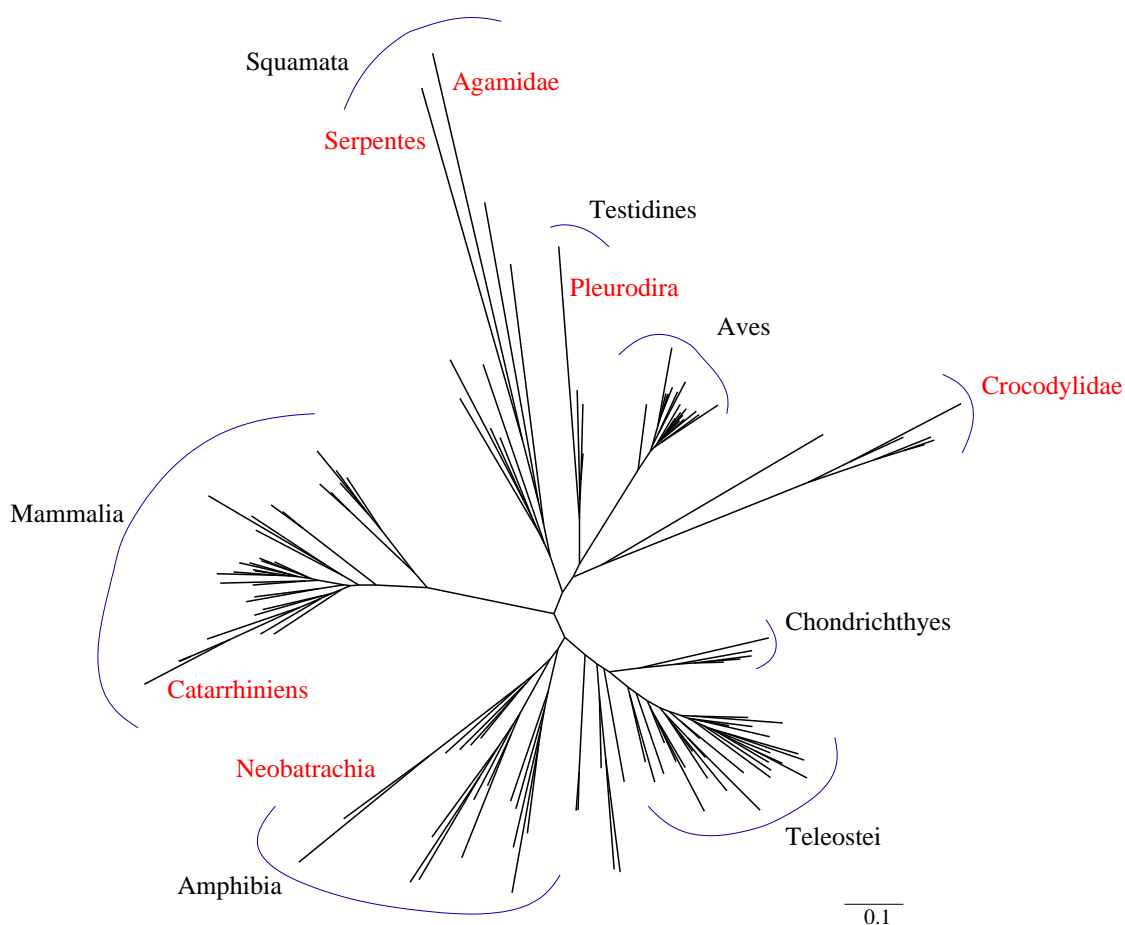 Squamata
Agamidae
Serpentes
Testidines
Pleurodira
Aves
Crocodylidae
Mammalia
Chondrichthyes
Catarrhiniens
Neobatrachia
Teleostei
Amphibia
0.1